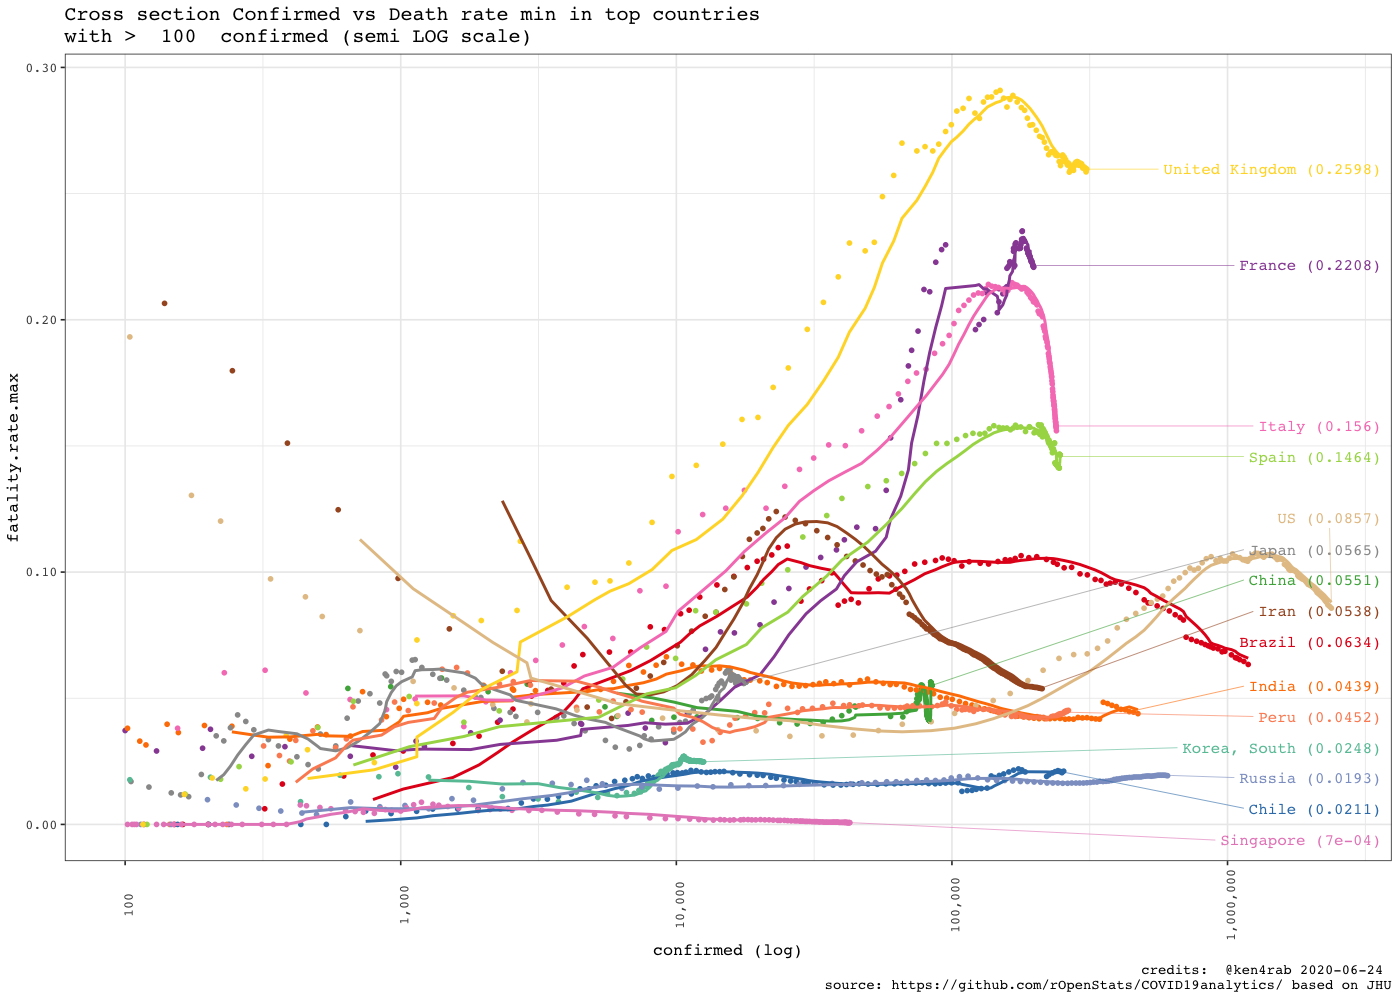 Cross section Confirmed vs Death rate min in top countries
with >  100  confirmed (semi LOG scale)
fatality.rate.max
0.30
0.20
0.10
0.00
United Kingdom (0.2598)
France (0.2208)
Italy (0.156)
Spain (0.1464)
US (0.0857)
Japan (0.0565)
China (0.0551)
Iran (0.0538)
Brazil (0.0634)
India (0.0439)
Peru (0.0452)
Korea, South (0.0248)
Russia (0.0193)
Chile (0.0211)
Singapore (7e-04)
100
1,000
10,000
100,000
1,000,000
confirmed (log)
credits:  @ken4rab 2020-06-24
source: https://github.com/rOpenStats/COVID19analytics/ based on JHU